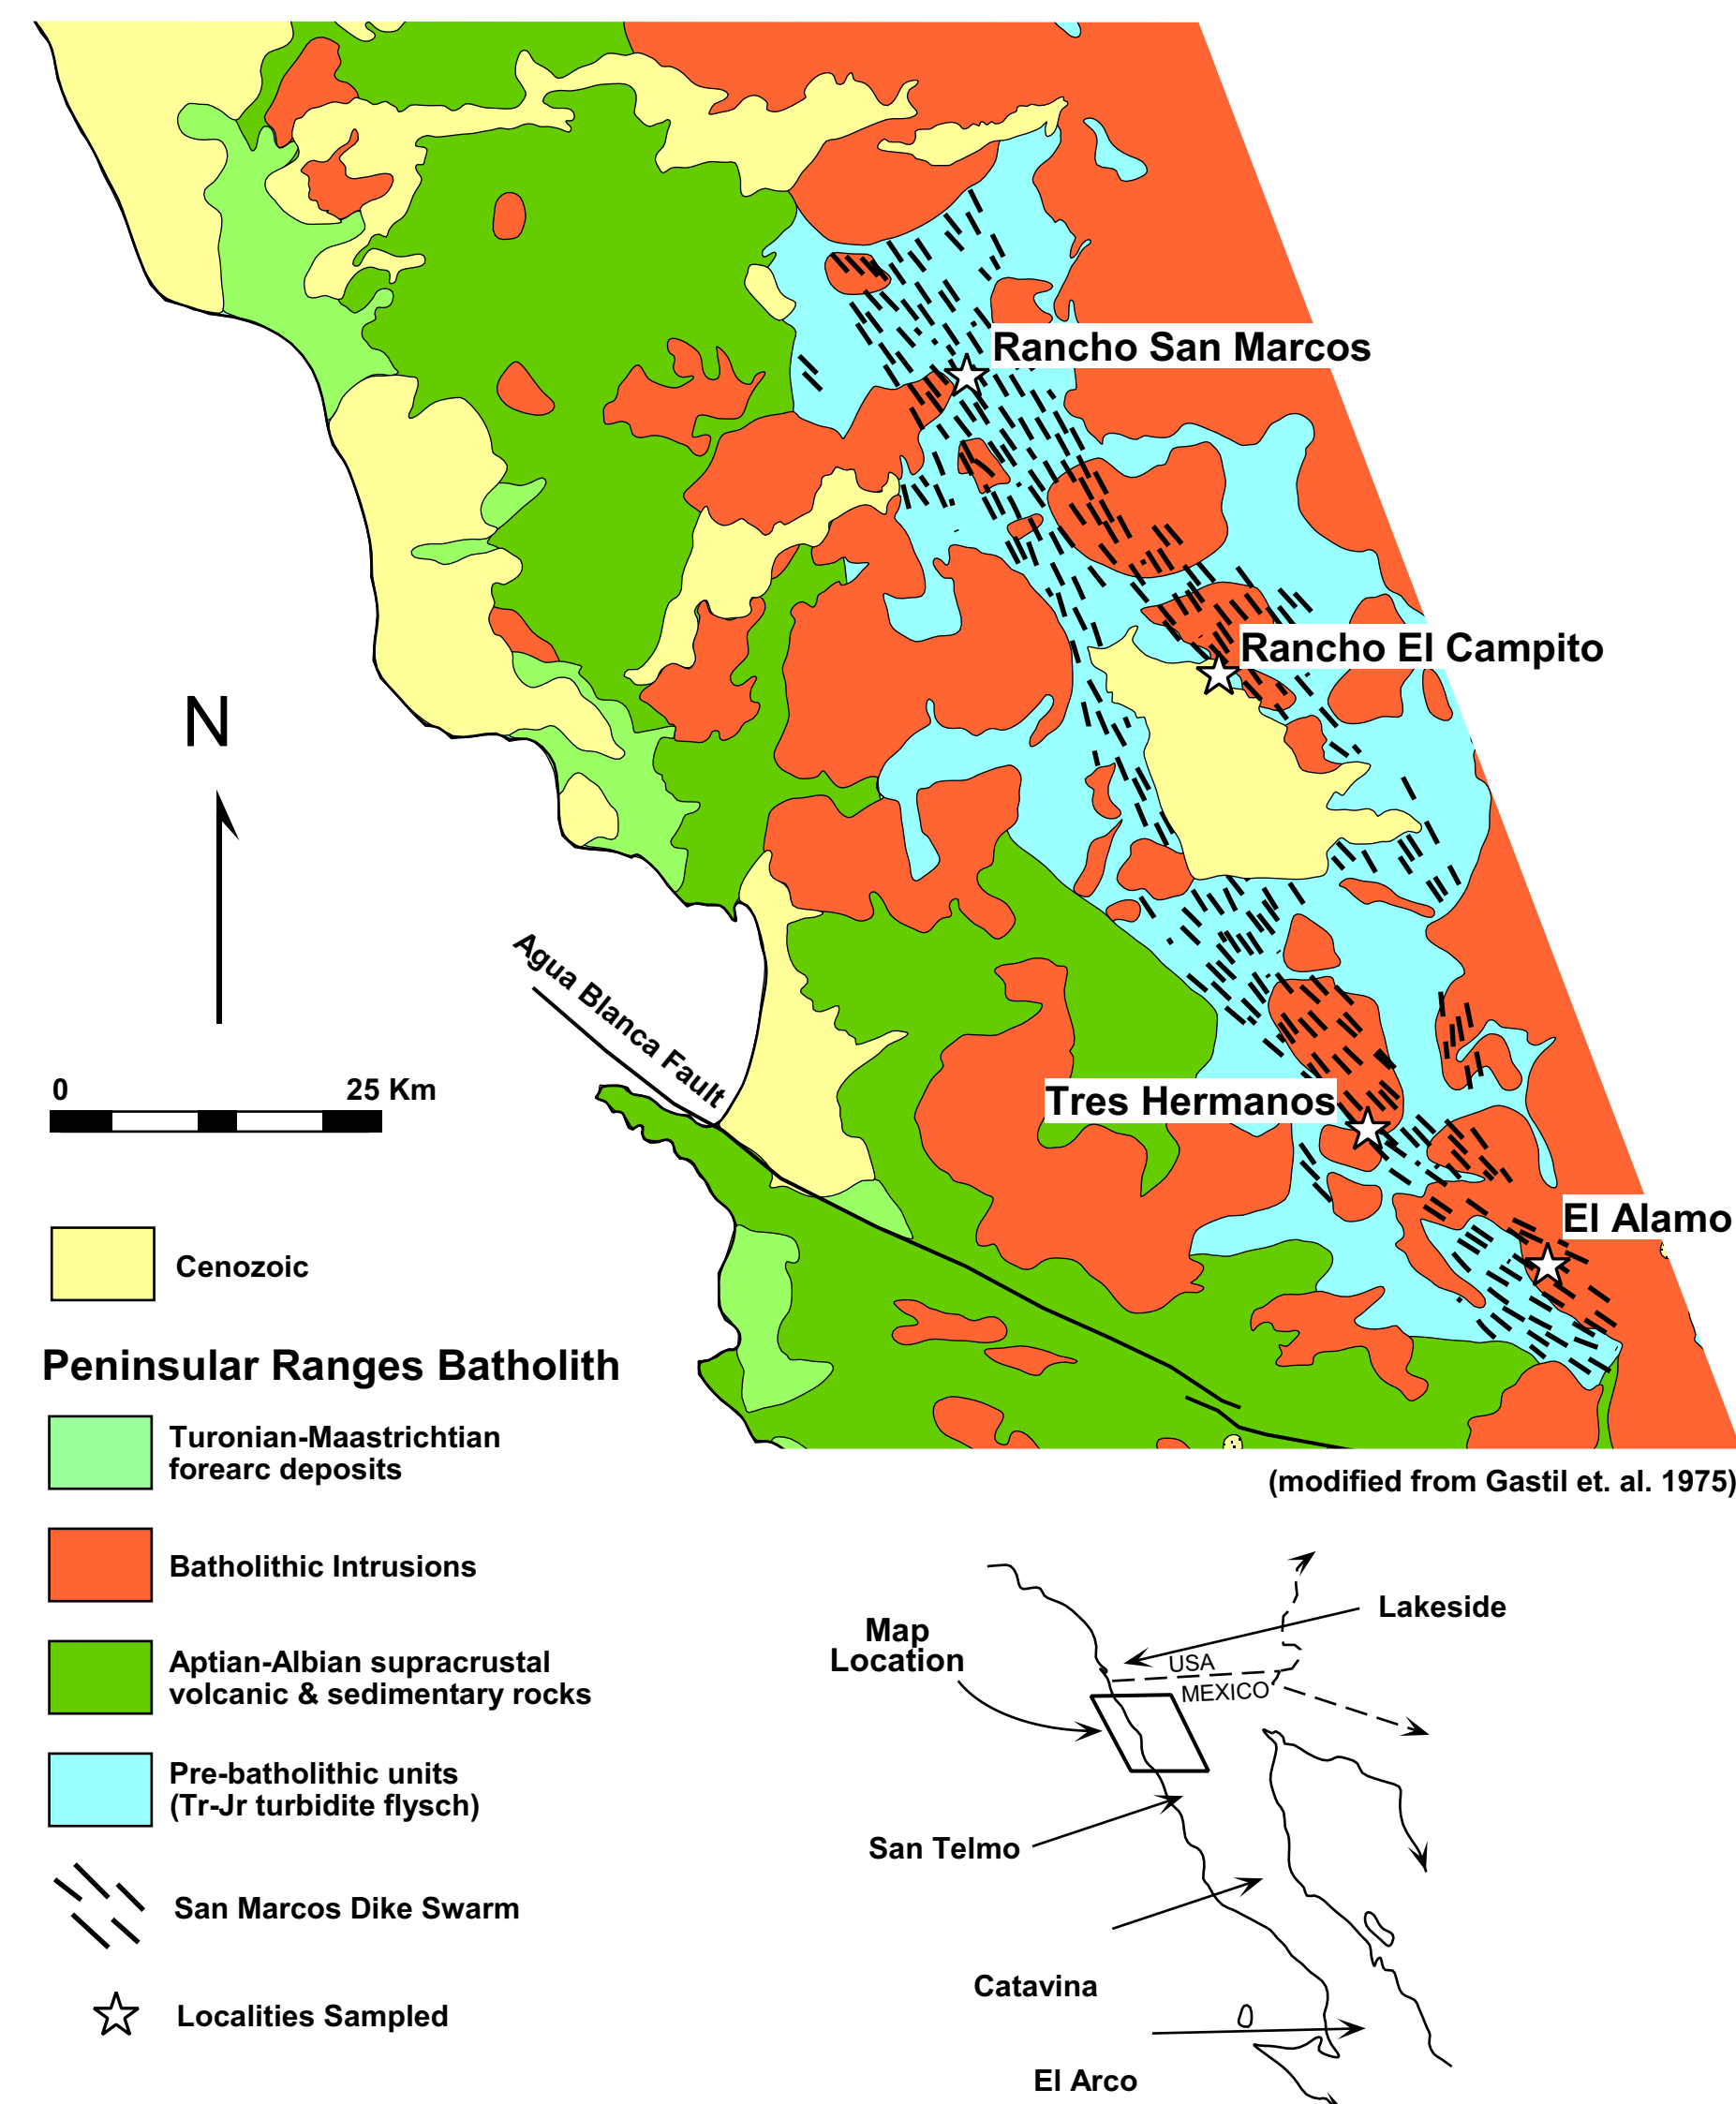 Rancho San Marcos
Rancho El Campito
N
Agua Blanca Fault
0 25 Km
Tres Hermanos
El Alamo
Cenozoic
Peninsular Ranges Batholith
Turonian-Maastrichtian
forearc deposits
(modified from Gastil et. al. 1975)
Batholithic Intrusions
Aptian-Albian supracrustal
volcanic & sedimentary rocks
Pre-batholithic units
(Tr-Jr turbidite flysch)
San Marcos Dike Swarm
Localities Sampled
Lakeside
Map
Location
USA
MEXICO
San Telmo
Catavina
El Arco